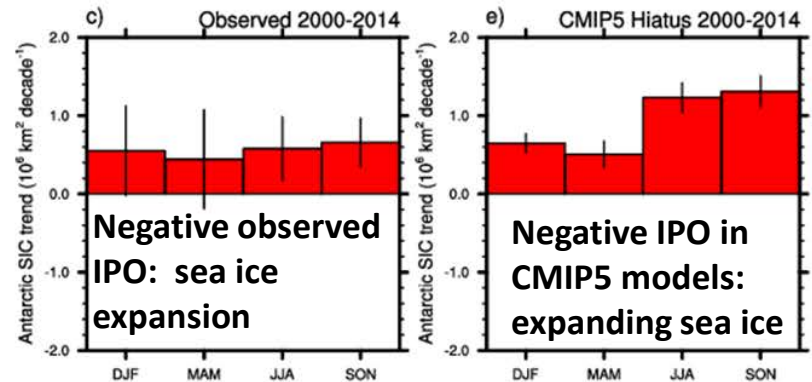 c) Observed 2000-2014
Antarctic SIC trend (10⁶ km² decade⁻¹)
2.0
1.0
0.0
-1.0
-2.0
Negative observed
IPO: sea ice
expansion
DJF MAM JJA SON
e) CMIP5 Hiatus 2000-2014
Antarctic SIC trend (10⁶ km² decade⁻¹)
2.0
1.0
0.0
-1.0
-2.0
Negative IPO in
CMIP5 models:
expanding sea ice
DJF MAM JJA SON